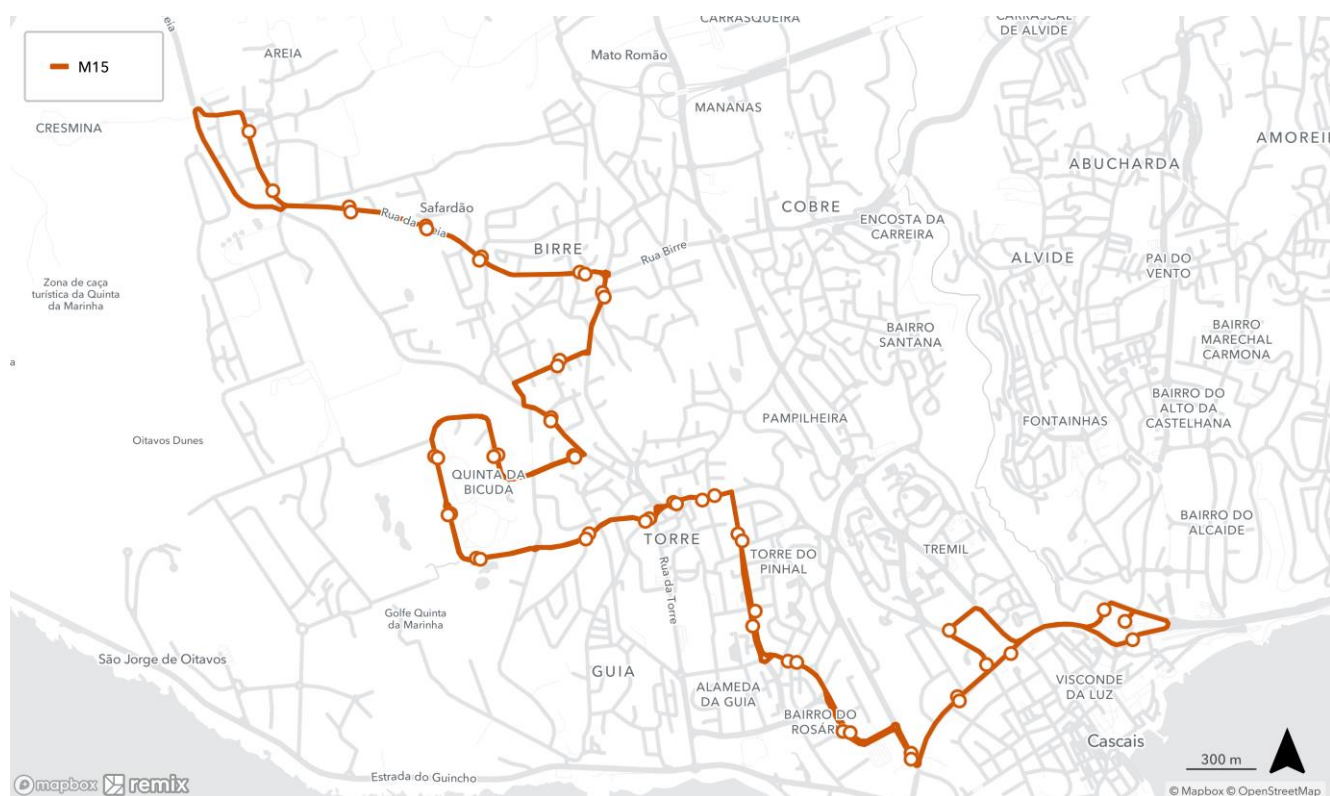 M15
AREIA
CRESMINA
Mato Romão
CARRASQUEIRA
MANANAS
CARRASCAL
DE ALVIDE
AMOREI
ABUCHARDA
Safardão
Rua da Areia
BIRRE
Rua Birre
COBRE
ENCOSTA DA
CARREIRA
ALVIDE
PAI DO
VENTO
Zona de caça
turística da Quinta
da Marinha
a
BAIRRO
SANTANA
BAIRRO
MARECHAL
CARMONA
BAIRRO DO
ALTO DA
CASTELHANA
PAMPILHEIRA
FONTAINHAS
Oitavos Dunes
QUINTA DA
BICUDA
BAIRRO DO
ALCAIDE
TORRE
TORRE DO
PINHAL
TREMIL
Rua da Torre
Golfe Quinta
da Marinha
São Jorge de Oitavos
GUIA
ALAMEDA
DA GUIA
BAIRRO DO
ROSÁRI
VISCONDE
DA LUZ
Cascais
Estrada do Guincho
300 m
mapbox remix
© Mapbox © OpenStreetMap